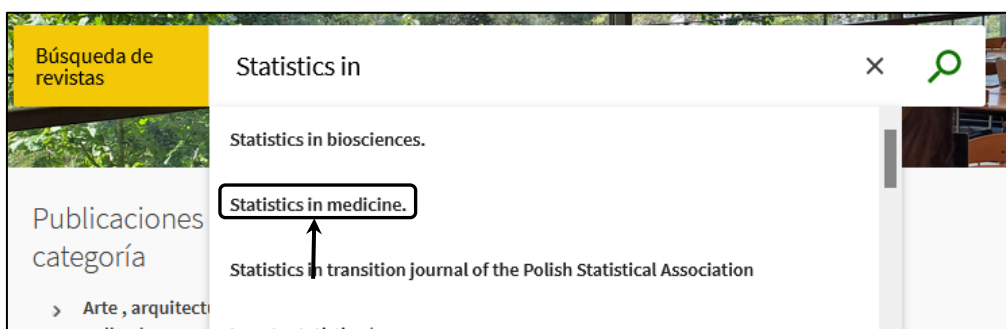 Búsqueda de
revistas
Statistics in
Statistics in biosciences.
Statistics in medicine.
Statistics in transition journal of the Polish Statistical Association
Publicaciones
categoría
Arte , arquitect